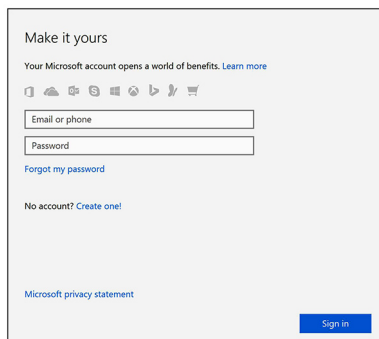 Make it yours
Your Microsoft account opens a world of benefits. Learn more
Email or phone
Password
Forgot my password
No account? Create one!
Microsoft privacy statement
Sign in